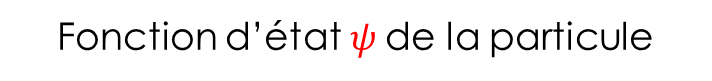 Fonction d’état ψ de la particule